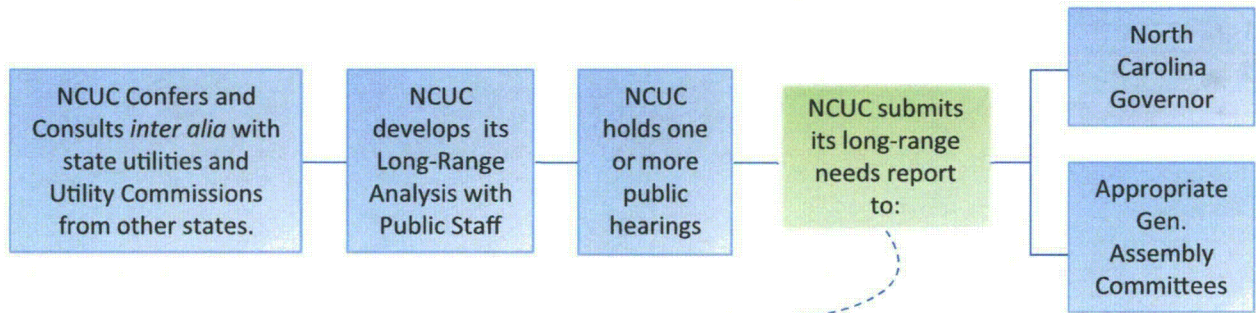 NCUC Confers and
Consults inter alia with
state utilities and
Utility Commissions
from other states.
NCUC
develops its
Long-Range
Analysis with
Public Staff
NCUC
holds one
or more
public
hearings
NCUC submits
its long-range
needs report
to:
North
Carolina
Governor
Appropriate
Gen.
Assembly
Committees